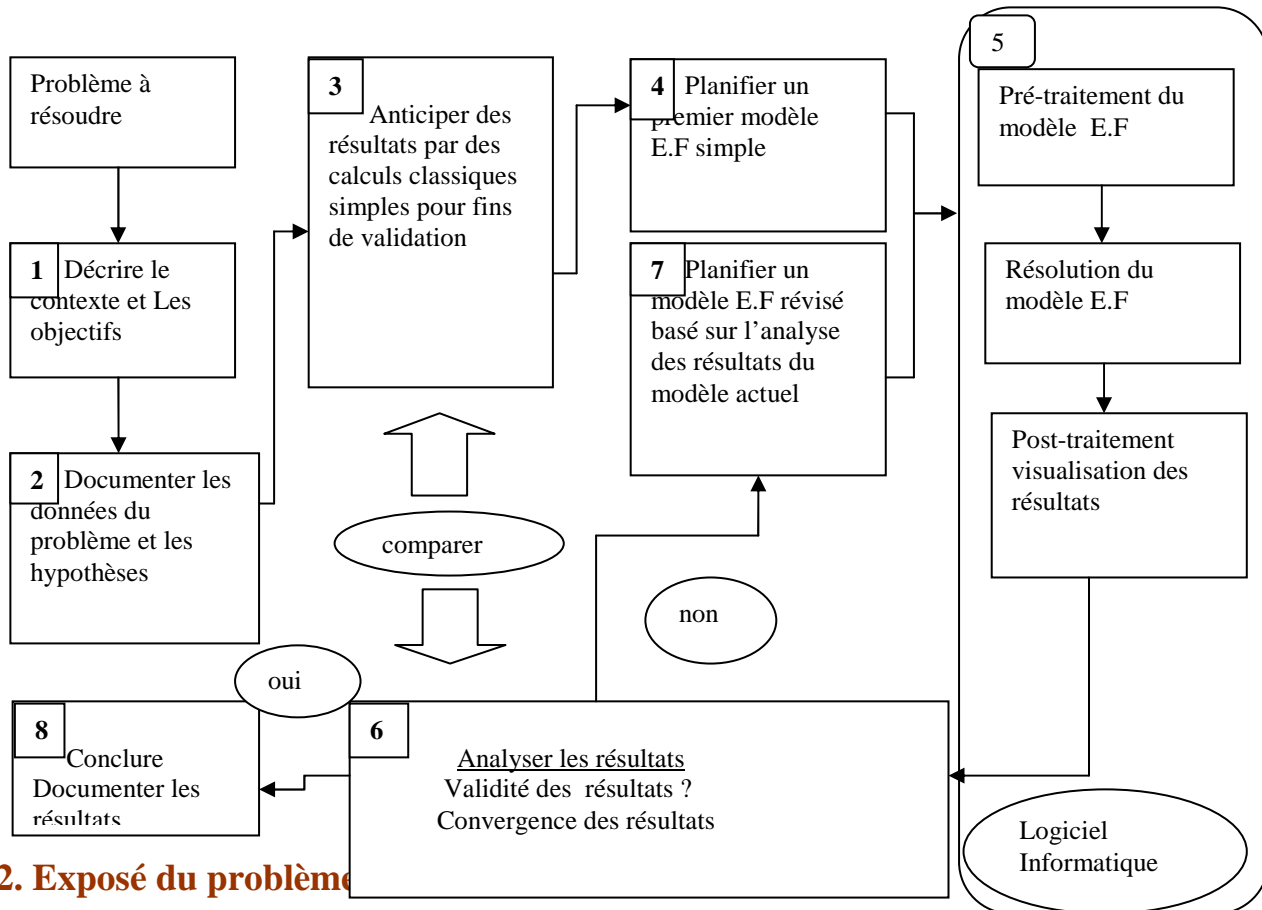 Problème à
résoudre
1 Décrire le
contexte et Les
objectifs
2 Documenter les
données du
problème et les
hypothèses
3
Anticiper des
résultats par des
calculs classiques
simples pour fins
de validation
4 Planifier un
premier modèle
E.F simple
5
Pré-traitement du
modèle E.F
Résolution du
modèle E.F
Post-traitement
visualisation des
résultats
Logiciel
Informatique
comparer
6
Analyser les résultats
Validité des résultats ?
Convergence des résultats
non
7 Planifier un
modèle E.F révisé
basé sur l’analyse
des résultats du
modèle actuel
oui
8
Conclure
Documenter les
résultats
2. Exposé du problème